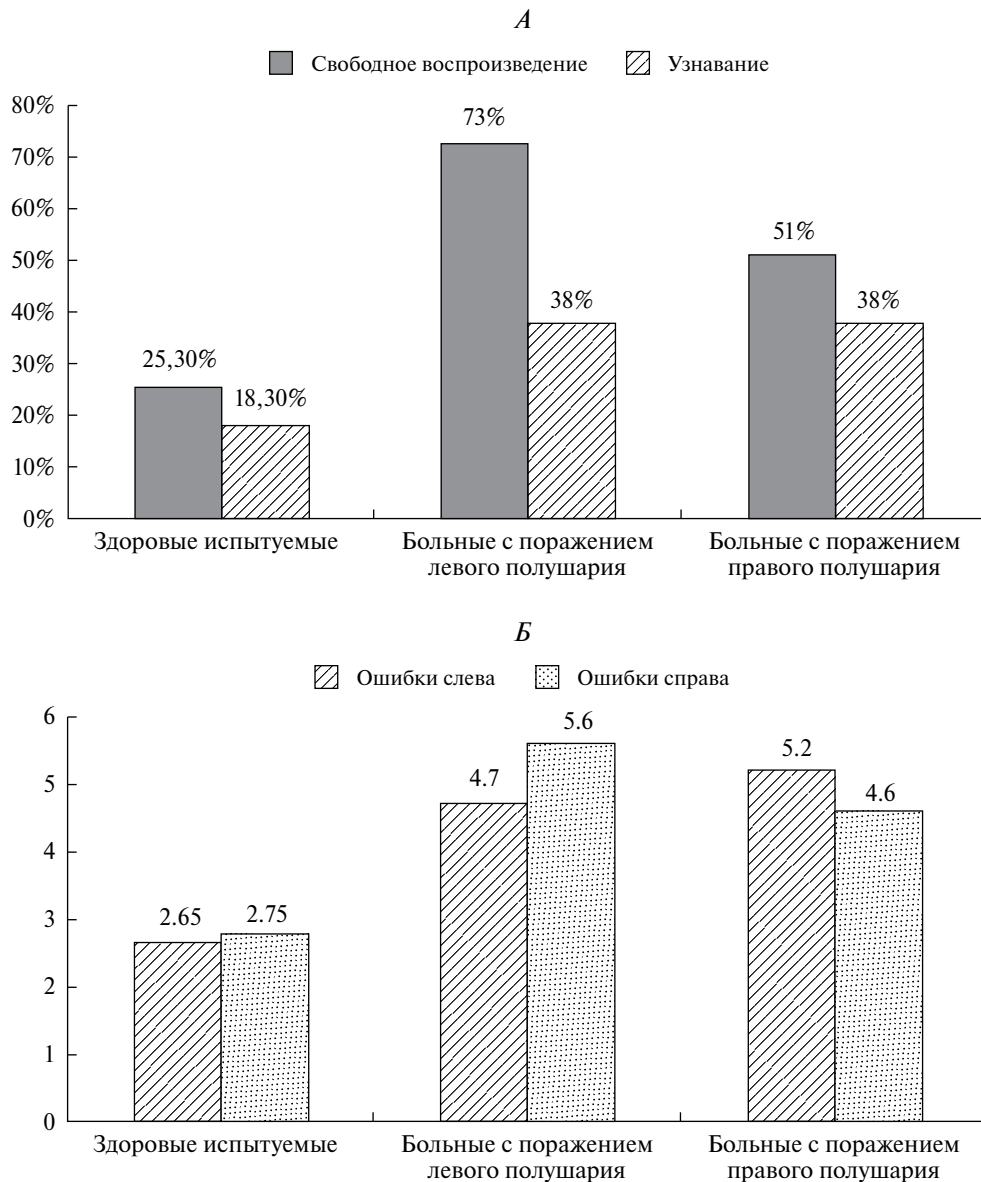 А
Свободное воспроизведение Узнавание
80%
70%
60%
50%
40%
30%
20%
10%
0%
25,30%
18,30%
73%
38%
51%
38%
Здоровые испытуемые
Больные с поражением
левого полушария
Больные с поражением
правого полушария
Б
Ошибки слева Ошибки справа
6
5
4
3
2
1
0
2.65
2.75
4.7
5.6
5.2
4.6
Здоровые испытуемые
Больные с поражением
левого полушария
Больные с поражением
правого полушария